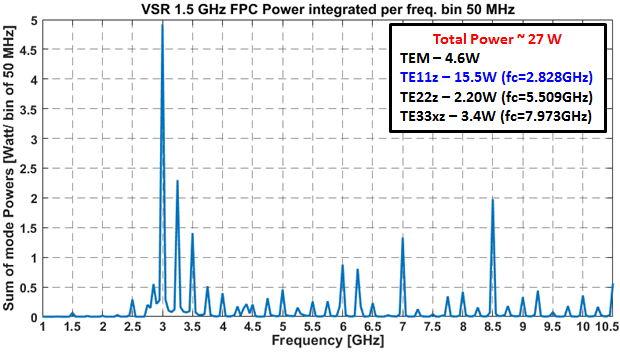 VSR 1.5 GHz FPC Power integrated per freq. bin 50 MHz
Sum of mode Powers [Watt/ bin of 50 MHz]
5
4.5
4
3.5
3
2.5
2
1.5
1
0.5
0
Total Power ~ 27 W
TEM – 4.6W
TE11z – 15.5W (fc=2.828GHz)
TE22z – 2.20W (fc=5.509GHz)
TE33xz – 3.4W (fc=7.973GHz)
1 1.5 2 2.5 3 3.5 4 4.5 5 5.5 6 6.5 7 7.5 8 8.5 9 9.5 10 10.5
Frequency [GHz]